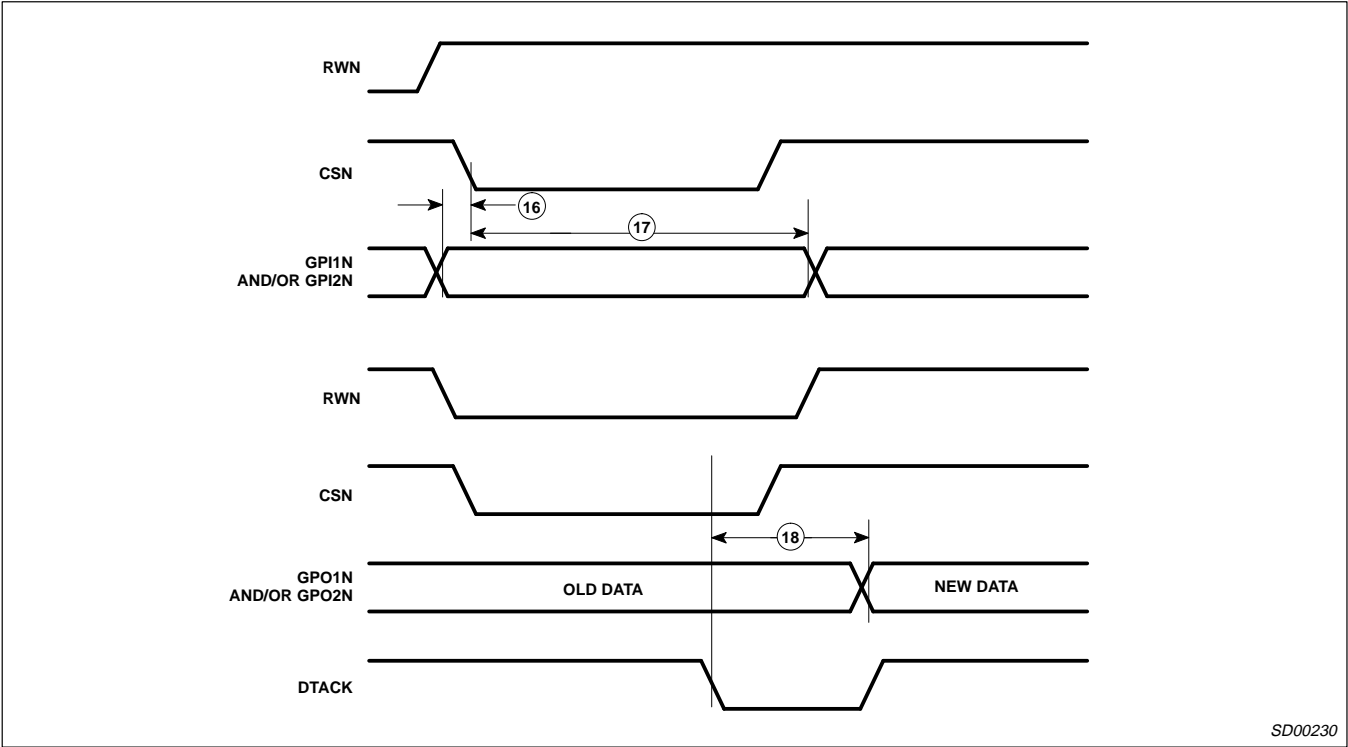 RWN
CSN
16
17
GPI1N
AND/OR GPI2N
RWN
CSN
18
GPO1N
AND/OR GPO2N
OLD DATA
NEW DATA
DTACK
SD00230